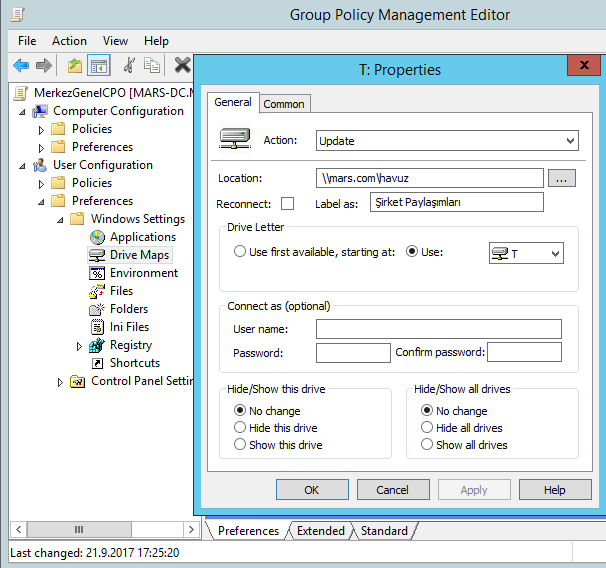 Group Policy Management Editor
File Action View Help
MerkezGenelCPO [MARS-DC.M
Computer Configuration
Policies
Preferences
User Configuration
Policies
Preferences
Windows Settings
Applications
Drive Maps
Environment
Files
Folders
Ini Files
Registry
Shortcuts
Control Panel Settin
T: Properties
x
General Common
Action: Update
Location: \\mars.com\havuz ...
Reconnect: Label as: Şirket Paylaşımları
Drive Letter
Use first available, starting at: Use: T
Connect as (optional)
User name:
Password: Confirm password:
Hide/Show this drive Hide/Show all drives
No change No change
Hide this drive Hide all drives
Show this drive Show all drives
OK Cancel Apply Help
Preferences Extended Standard
Last changed: 21.9.2017 17:25:20